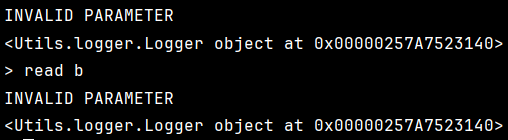 INVALID PARAMETER
<Utils.logger.Logger object at 0x00000257A7523140>
> read b
INVALID PARAMETER
<Utils.logger.Logger object at 0x00000257A7523140>